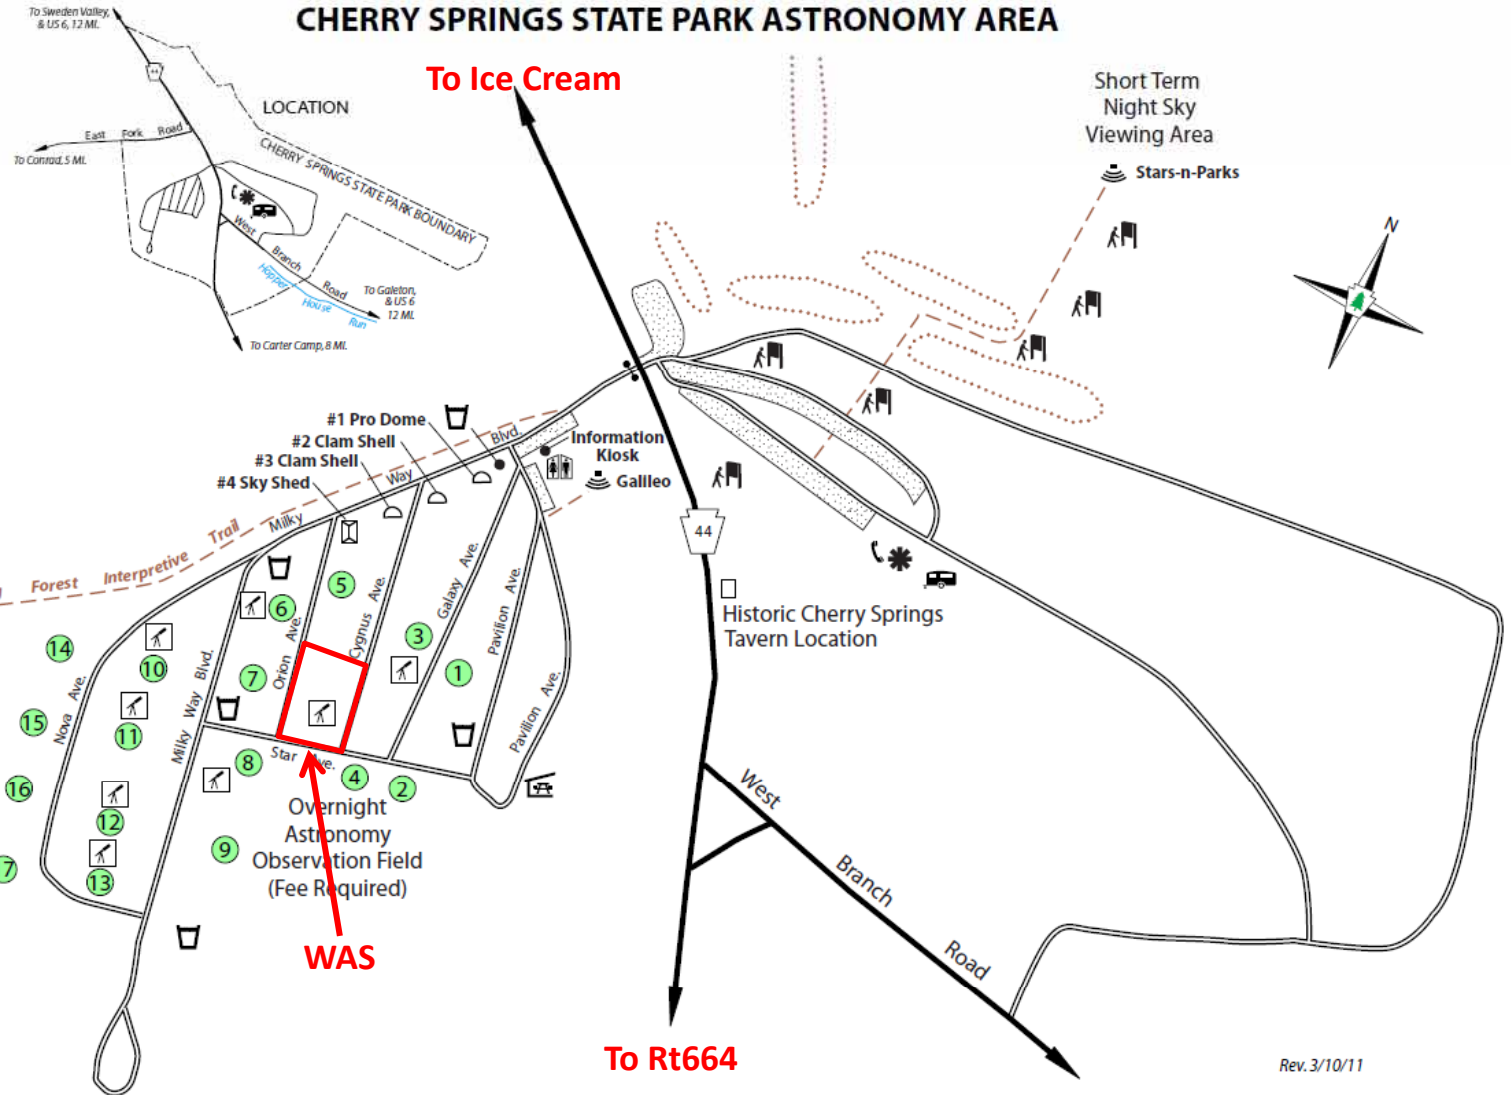 CHERRY SPRINGS STATE PARK ASTRONOMY AREA
To Sweden Valley,
& US 6, 12 MI.
44
LOCATION
East Fork Road
To Conrad, 5 MI.
CHERRY SPRINGS STATE PARK BOUNDARY
West Branch Road
Hopper House Run
To Galeton,
& US 6
12 MI.
To Carter Camp, 8 MI.
To Ice Cream
Short Term
Night Sky
Viewing Area
Stars-n-Parks
N
#1 Pro Dome
#2 Clam Shell
#3 Clam Shell
#4 Sky Shed
Information
Kiosk
Galileo
Milky Way Blvd.
Forest Interpretive Trail
44
Historic Cherry Springs
Tavern Location
Orion Ave.
Cygnus Ave.
Galaxy Ave.
Pavilion Ave.
Pavilion Ave.
Nova Ave.
Milky Way Blvd.
Star Ave.
5
6
3
14
10
7
1
15
11
8
4
2
16
12
9
7
13
Overnight
Astronomy
Observation Field
(Fee Required)
WAS
West Branch Road
To Rt664
Rev. 3/10/11